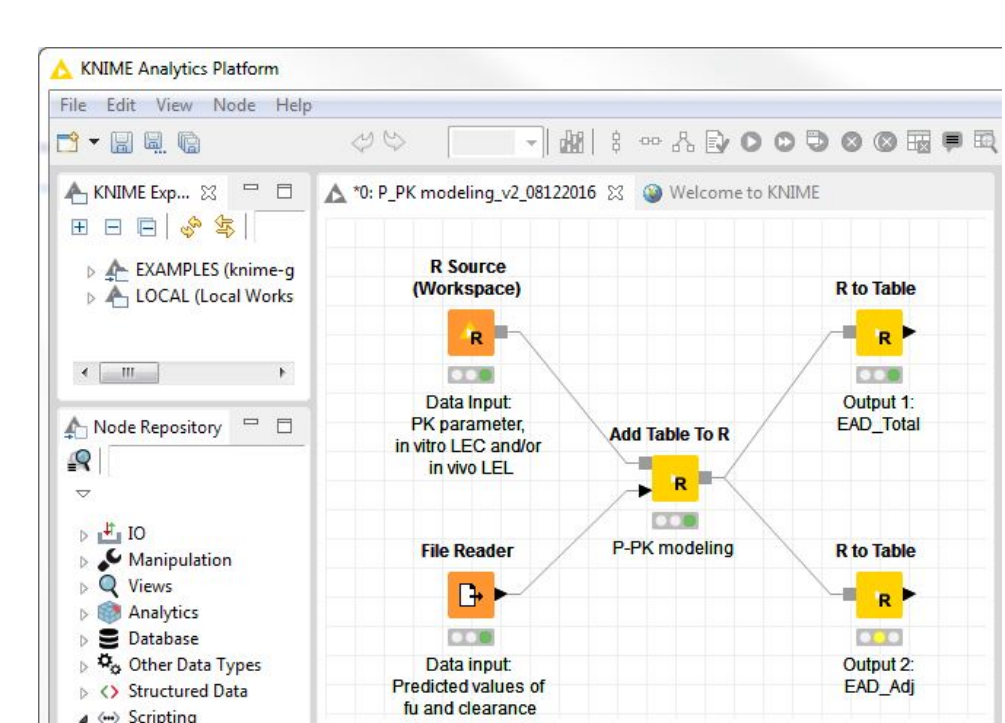 KNIME Analytics Platform
File Edit View Node Help
KNIME Exp...
*0: P_PK modeling_v2_08122016
Welcome to KNIME
EXAMPLES (knime-g
LOCAL (Local Works
Node Repository
IO
Manipulation
Views
Analytics
Database
Other Data Types
Structured Data
Scripting
R Source
(Workspace)
R
Data Input:
PK parameter,
in vitro LEC and/or
in vivo LEL
File Reader
Data input:
Predicted values of
fu and clearance
Add Table To R
R
P-PK modeling
R to Table
R
Output 1:
EAD_Total
R to Table
R
Output 2:
EAD_Adj